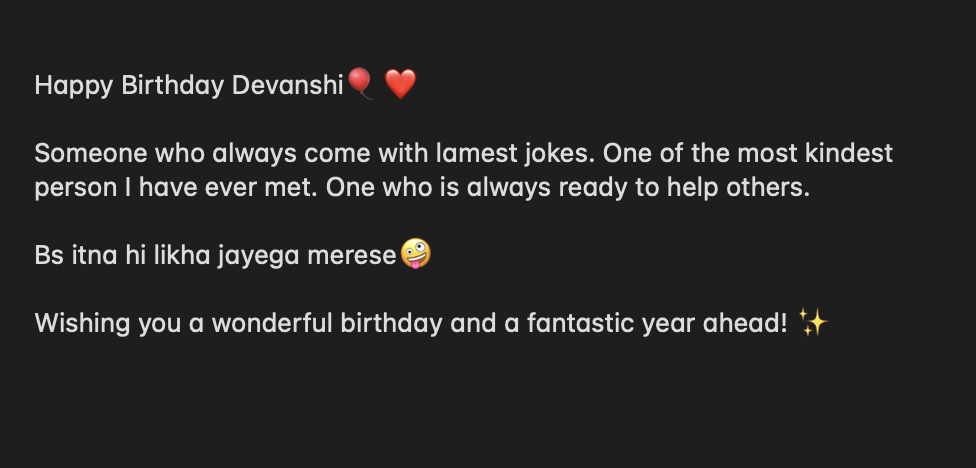 Happy Birthday Devanshi🎈 ❤️
Someone who always come with lamest jokes. One of the most kindest
person I have ever met. One who is always ready to help others.
Bs itna hi likha jayega merese🤪
Wishing you a wonderful birthday and a fantastic year ahead! ✨